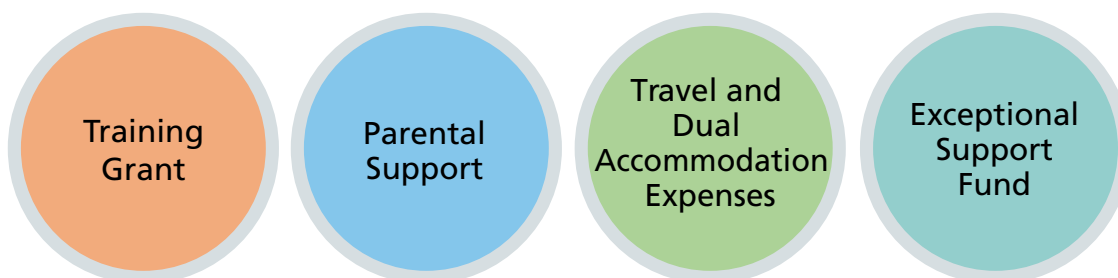 Training
Grant
Parental
Support
Travel and
Dual
Accommodation
Expenses
Exceptional
Support
Fund